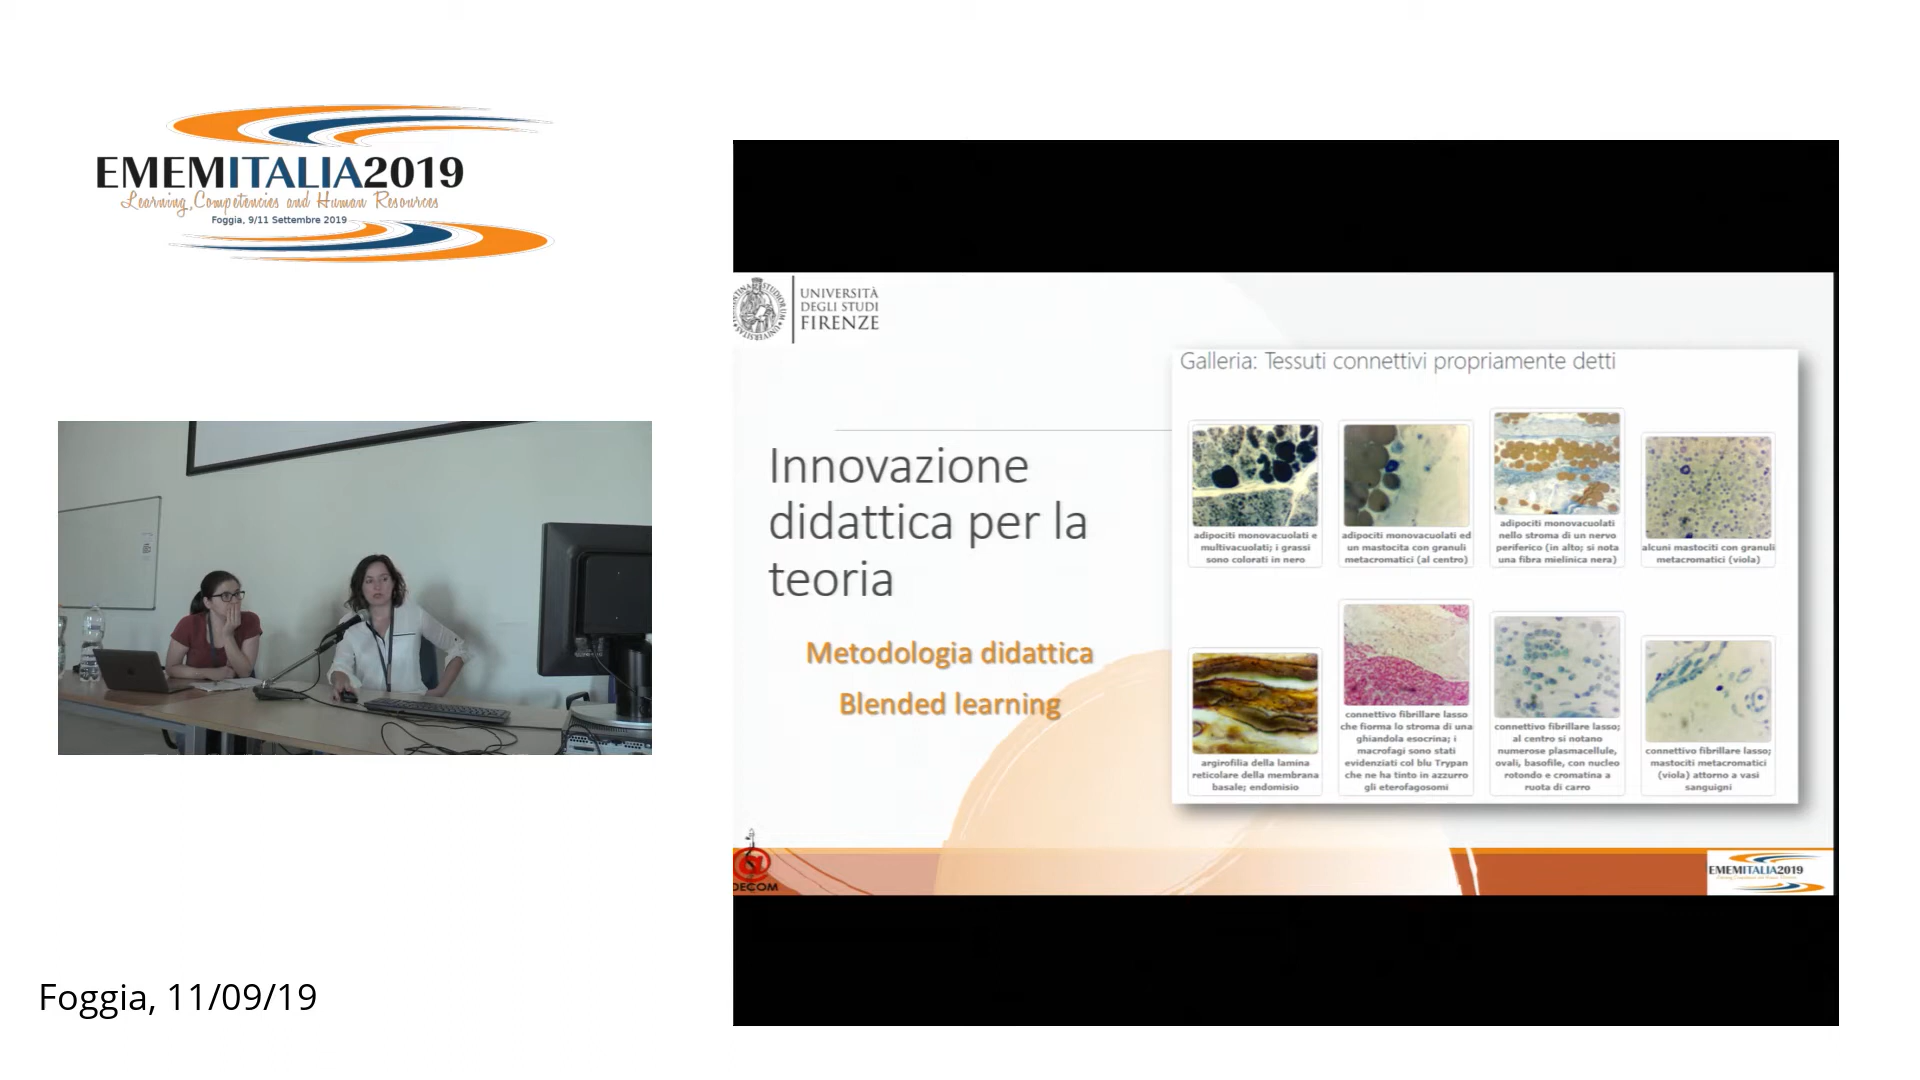 EMEMITALIA2019
Learning, Competencies and Human Resources
Foggia, 9/11 Settembre 2019
UNIVERSITÀ
DEGLI STUDI
FIRENZE
Innovazione
didattica per la
teoria
Metodologia didattica
Blended learning
Galleria: Tessuti connettivi propriamente detti
adipociti monovacuolati e
multivacuolati; i grassi
sono colorati in nero
adipociti monovacuolati ed
un mastocita con granuli
metacromatici (al centro)
adipociti monovacuolati
nello stroma di un nervo
periferico (in alto; si nota
una fibra mielinica nera)
alcuni mastociti con granuli
metacromatici (viola)
argirofilia della lamina
reticolare della membrana
basale; endomisio
connettivo fibrillare lasso
che fiorma lo stroma di una
ghiandola esocrina; i
macrofagi sono stati
evidenziati col blu Trypan
che ne ha tinto in azzurro
gli eterofagosomi
connettivo fibrillare lasso;
al centro si notano
numerose plasmacellule,
ovali, basofile, con nucleo
rotondo e cromatina a
ruota di carro
connettivo fibrillare lasso;
mastociti metacromatici
(viola) attorno a vasi
sanguigni
@
DECOM
EMEMITALIA2019
Foggia, 11/09/19